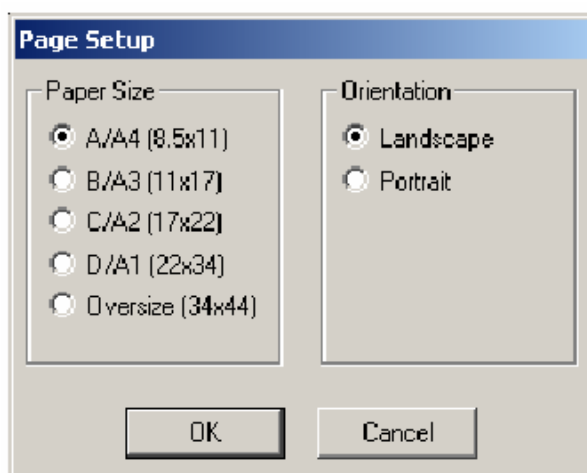 Page Setup
Paper Size
A/A4 (8.5x11)
B/A3 (11x17)
C/A2 (17x22)
D/A1 (22x34)
Oversize (34x44)
Orientation
Landscape
Portrait
OK
Cancel